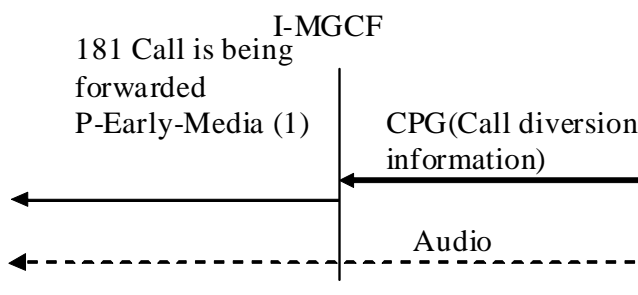 I-MGCF
181 Call is being
forwarded
P-Early-Media (1)
CPG(Call diversion
information)
Audio